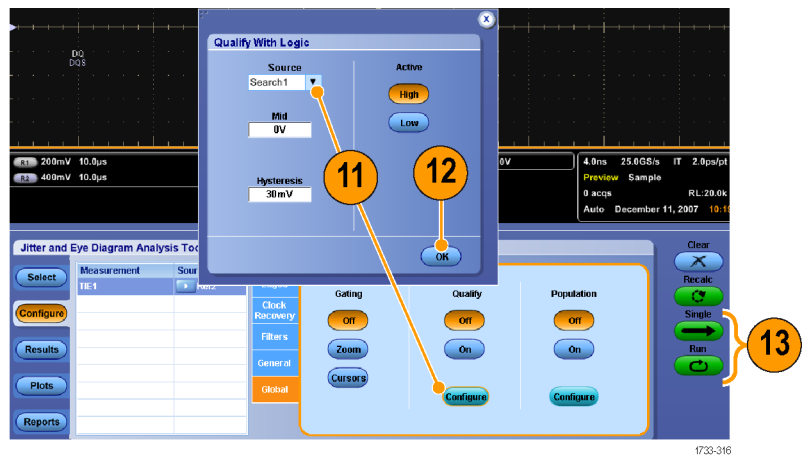 DQ
DQS
Qualify With Logic
x
Source
Active
Search1
High
Mid
0V
Low
Hysteresis
30mV
OK
11
12
R1 200mV 10.0µs
R2 400mV 10.0µs
0V
4.0ns 25.0GS/s IT 2.0ps/pt
Preview Sample
0 acqs RL:20.0k
Auto December 11, 2007 10:1
Jitter and Eye Diagram Analysis Too
Clear
Select
Configure
Results
Plots
Reports
Measurement Sour
TIE1 Ref2
Clock
Recovery
Filters
General
Global
Gating Qualify Population
Off Off Off
Zoom On On
Cursors
Configure Configure
Recalc
Single
Run
13
1733-316